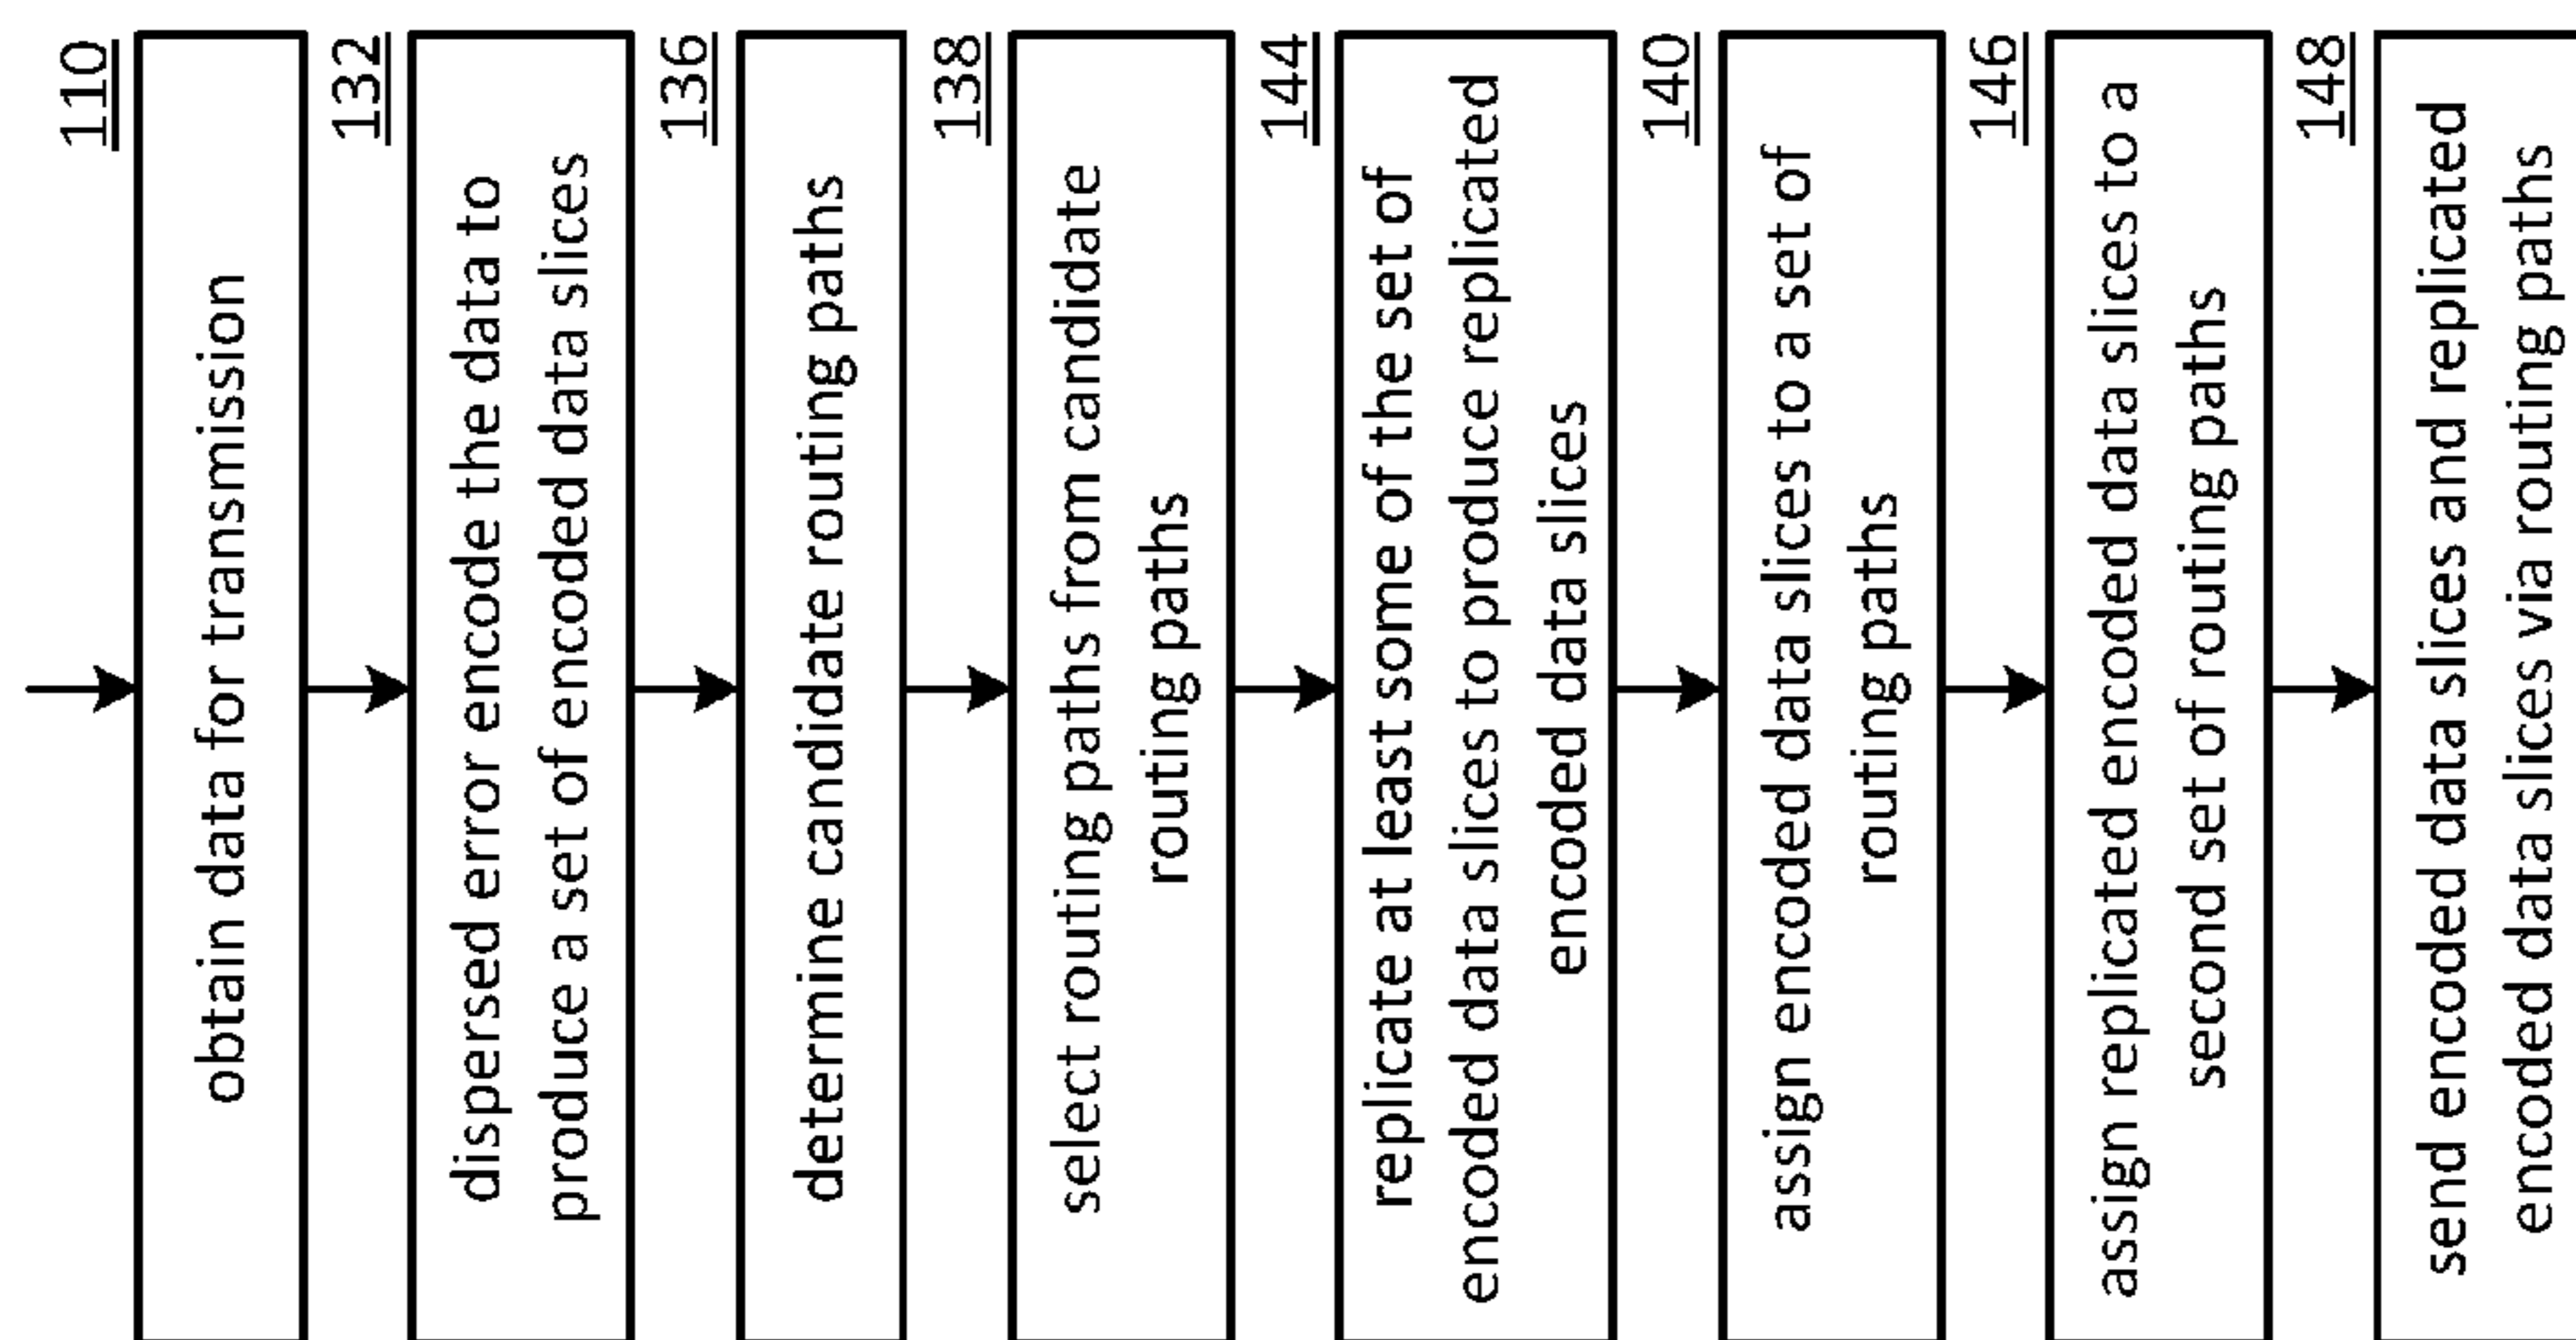 110
obtain data for transmission
132
dispersed error encode the data to
produce a set of encoded data slices
136
determine candidate routing paths
138
select routing paths from candidate
routing paths
144
replicate at least some of the set of
encoded data slices to produce replicated
encoded data slices
140
assign encoded data slices to a set of
routing paths
146
assign replicated encoded data slices to a
second set of routing paths
148
send encoded data slices and replicated
encoded data slices via routing paths